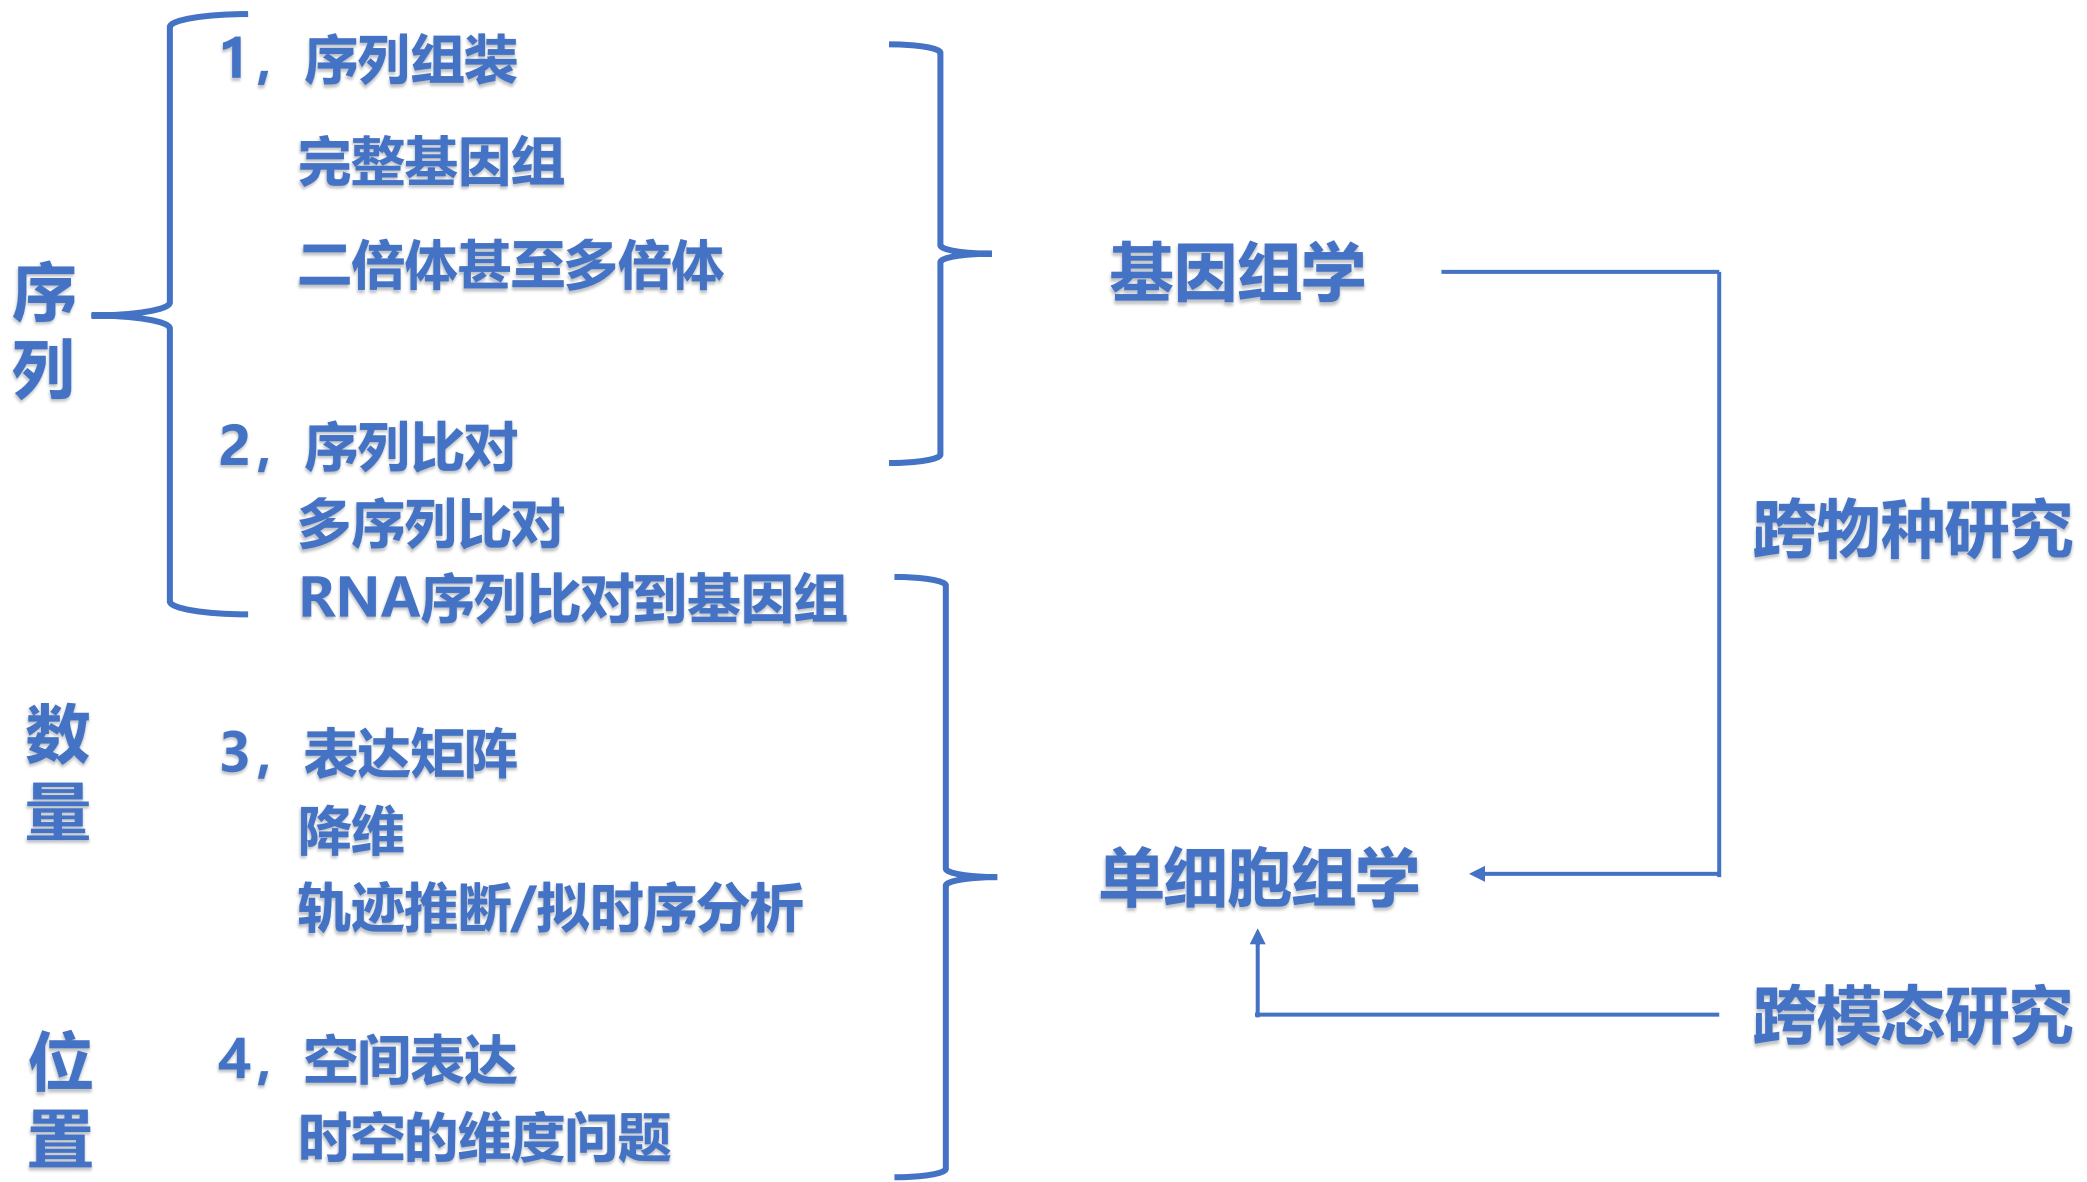 序列
1，序列组装
完整基因组
二倍体甚至多倍体
2，序列比对
多序列比对
RNA序列比对到基因组
数量
3，表达矩阵
降维
轨迹推断/拟时序分析
位置
4，空间表达
时空的维度问题
基因组学
单细胞组学
跨物种研究
跨模态研究